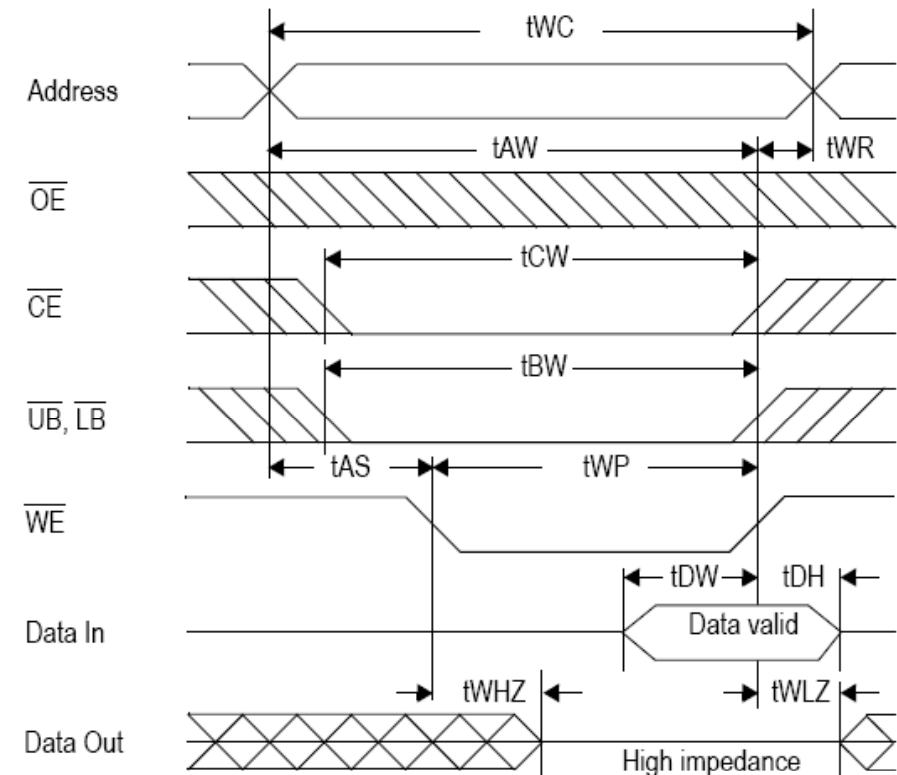 tWC
Address
tAW
tWR
OE
tCW
CE
tBW
UB, LB
tAS
tWP
WE
tDW
tDH
Data In
Data valid
tWHZ
tWLZ
Data Out
High impedance